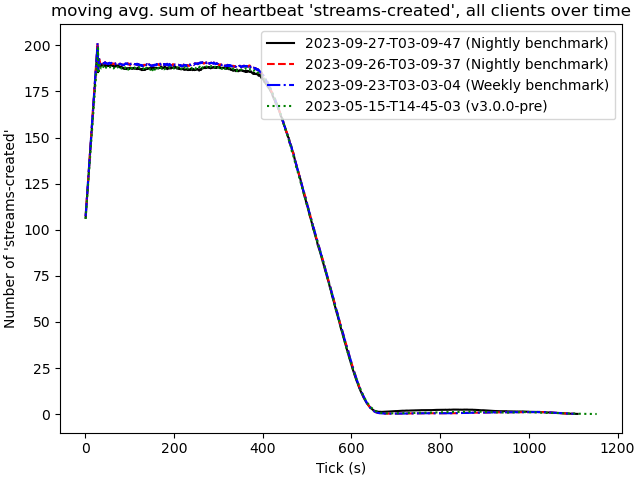 moving avg. sum of heartbeat 'streams-created', all clients over time
2023-09-27-T03-09-47 (Nightly benchmark)
2023-09-26-T03-09-37 (Nightly benchmark)
2023-09-23-T03-03-04 (Weekly benchmark)
2023-05-15-T14-45-03 (v3.0.0-pre)
Number of 'streams-created'
200
175
150
125
100
75
50
25
0
0 200 400 600 800 1000 1200
Tick (s)